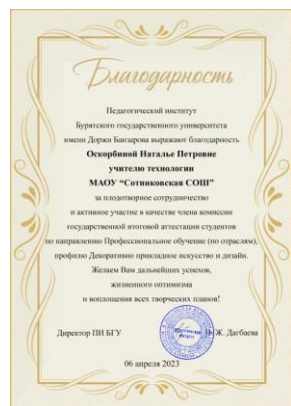 Благодарность
Педагогический институт
Бурятского государственного университета
имени Доржи Банзарова выражают благодарность
Оскорбиной Наталье Петровне
учителю технологии
МАОУ “Сотниковская СОШ”
за плодотворное сотрудничество
и активное участие в качестве члена комиссии
государственной итоговой аттестации студентов
по направлению Профессиональное обучение (по отраслям),
профилю Декоративно прикладное искусство и дизайн.
Желаем Вам дальнейших успехов,
жизненного оптимизма
и воплощения всех творческих планов!
Директор ПИ БГУ
Ж. Дагбаева
06 апреля 2023